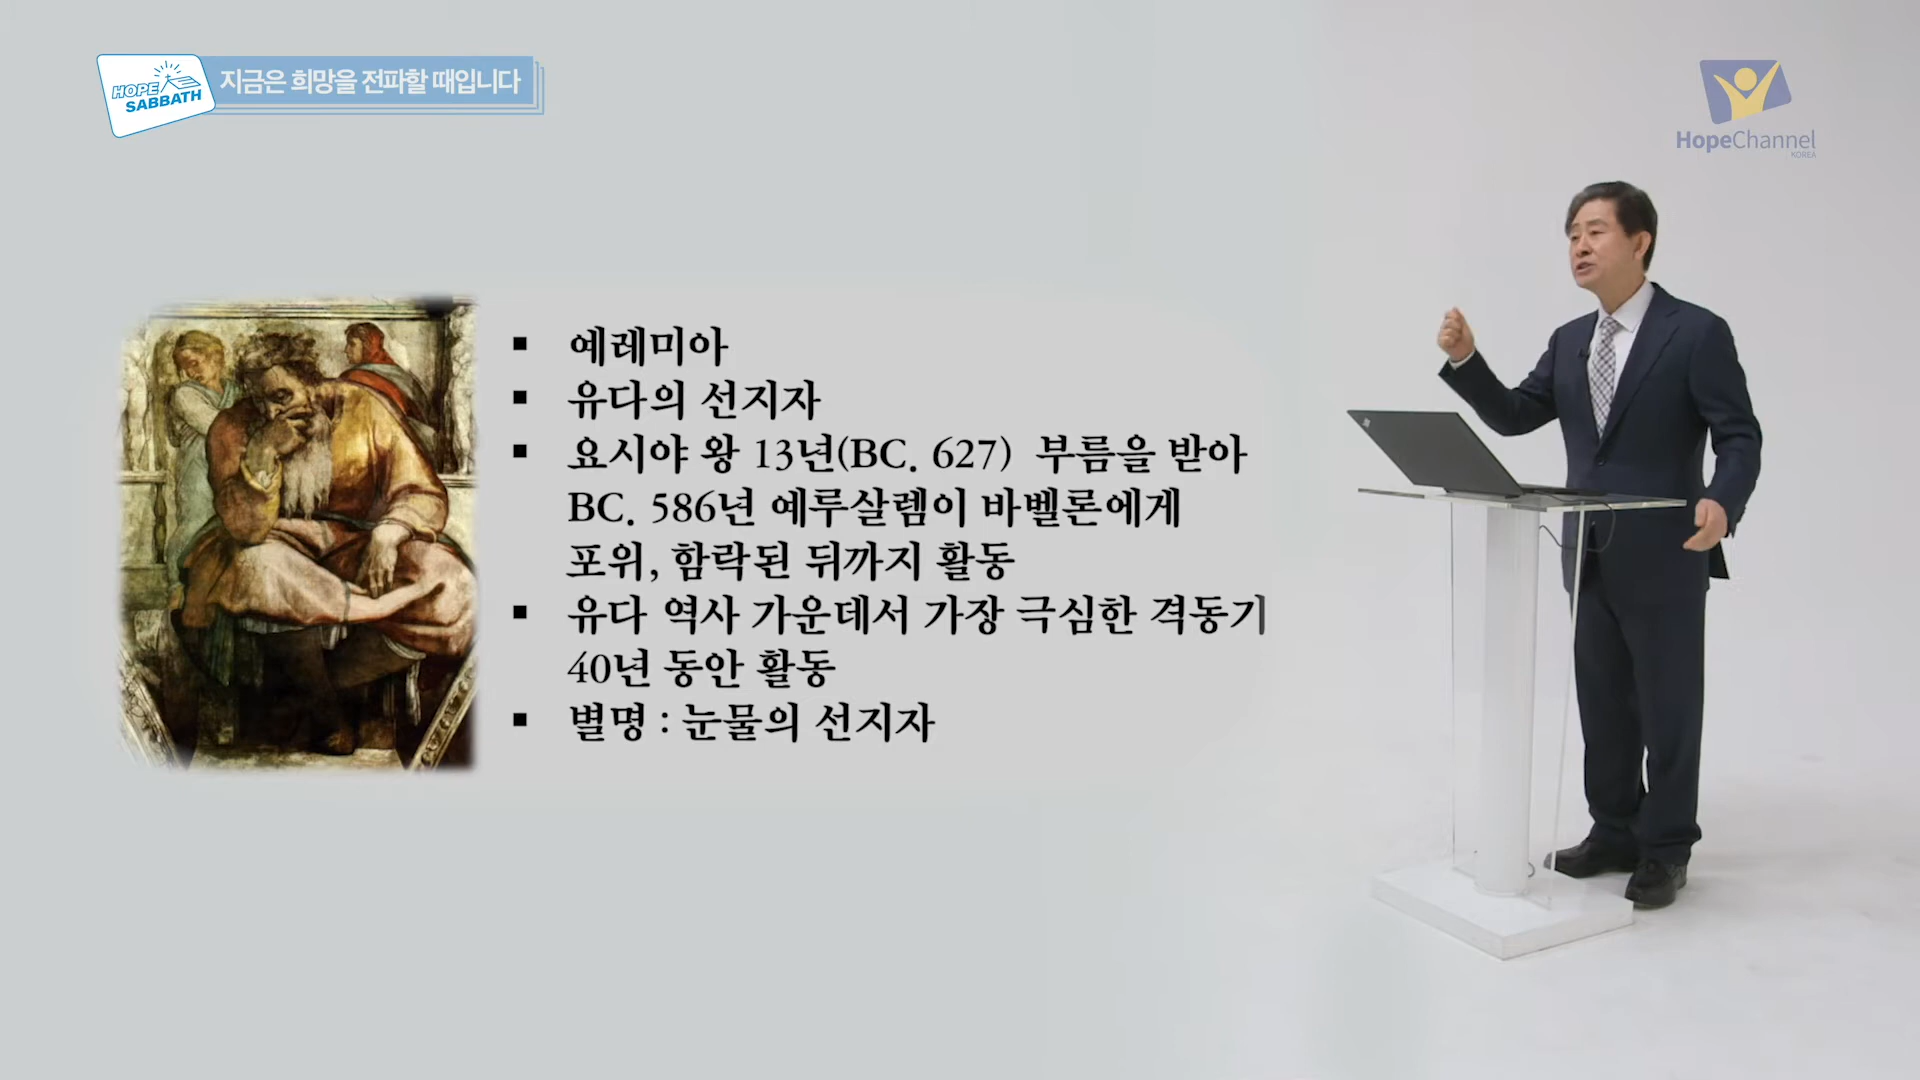 HOPE
SABBATH
지금은 희망을 전파할 때입니다
HopeChannel
KOREA
▪ 예레미아
▪ 유다의 선지자
▪ 요시야 왕 13년(BC. 627) 부름을 받아
BC. 586년 예루살렘이 바벨론에게
포위, 함락된 뒤까지 활동
▪ 유다 역사 가운데서 가장 극심한 격동기
40년 동안 활동
▪ 별명 : 눈물의 선지자